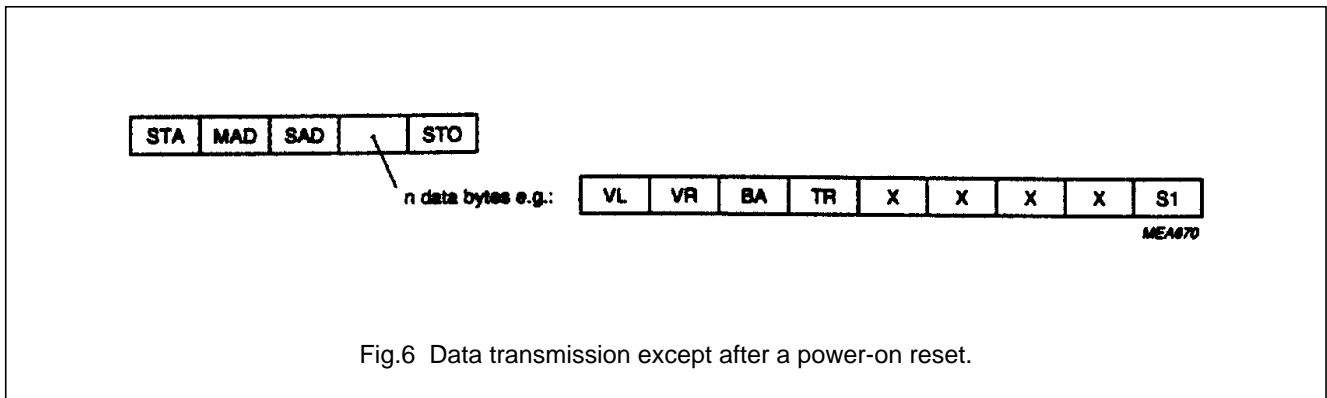 STA MAD SAD STO
n data bytes e.g.: VL VR BA TR X X X X S1
MEA670
Fig.6 Data transmission except after a power-on reset.